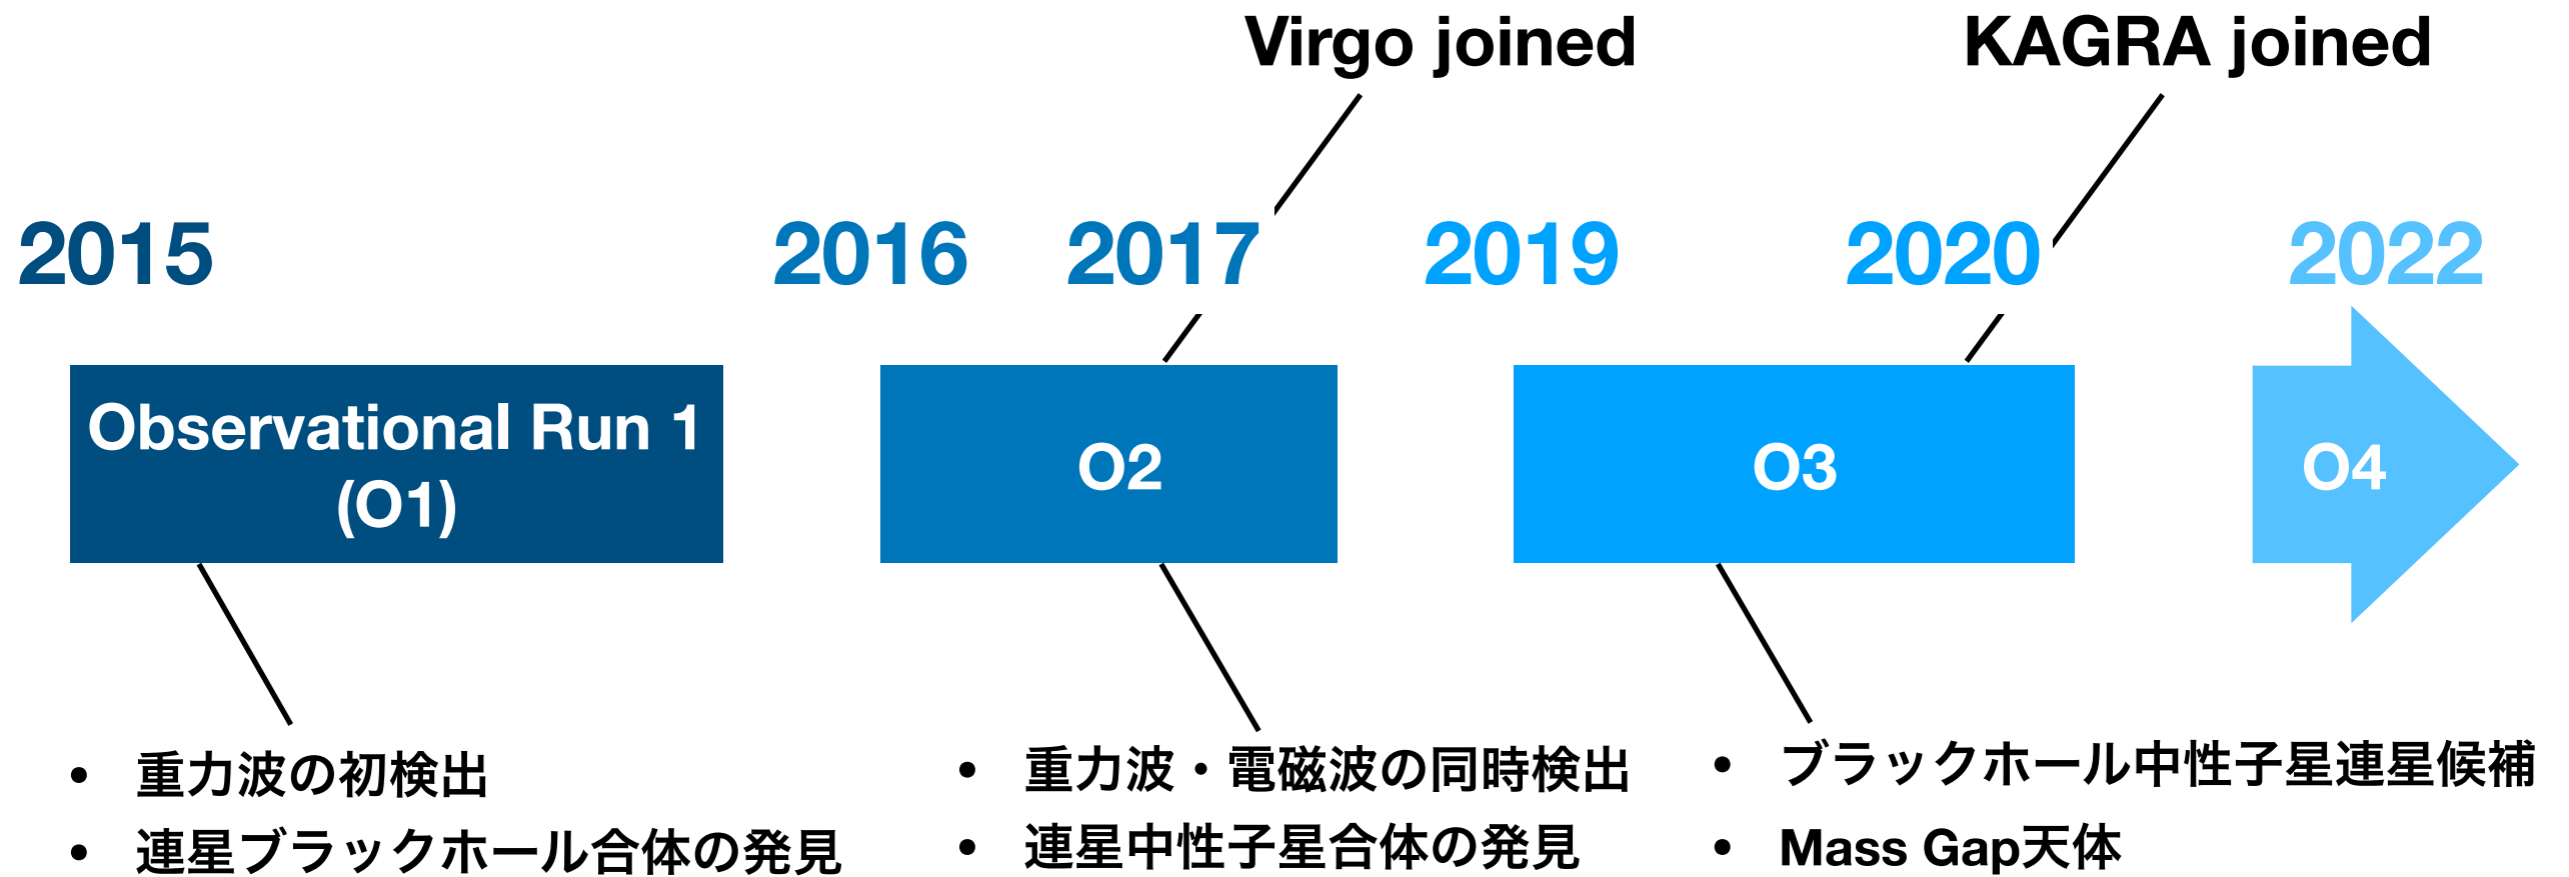 Virgo joined
KAGRA joined
2015
2016
2017
2019
2020
2022
Observational Run 1
(O1)
O2
O3
O4
• 重力波の初検出
• 連星ブラックホール合体の発見
• 重力波・電磁波の同時検出
• 連星中性子星合体の発見
• ブラックホール中性子星連星候補
• Mass Gap天体